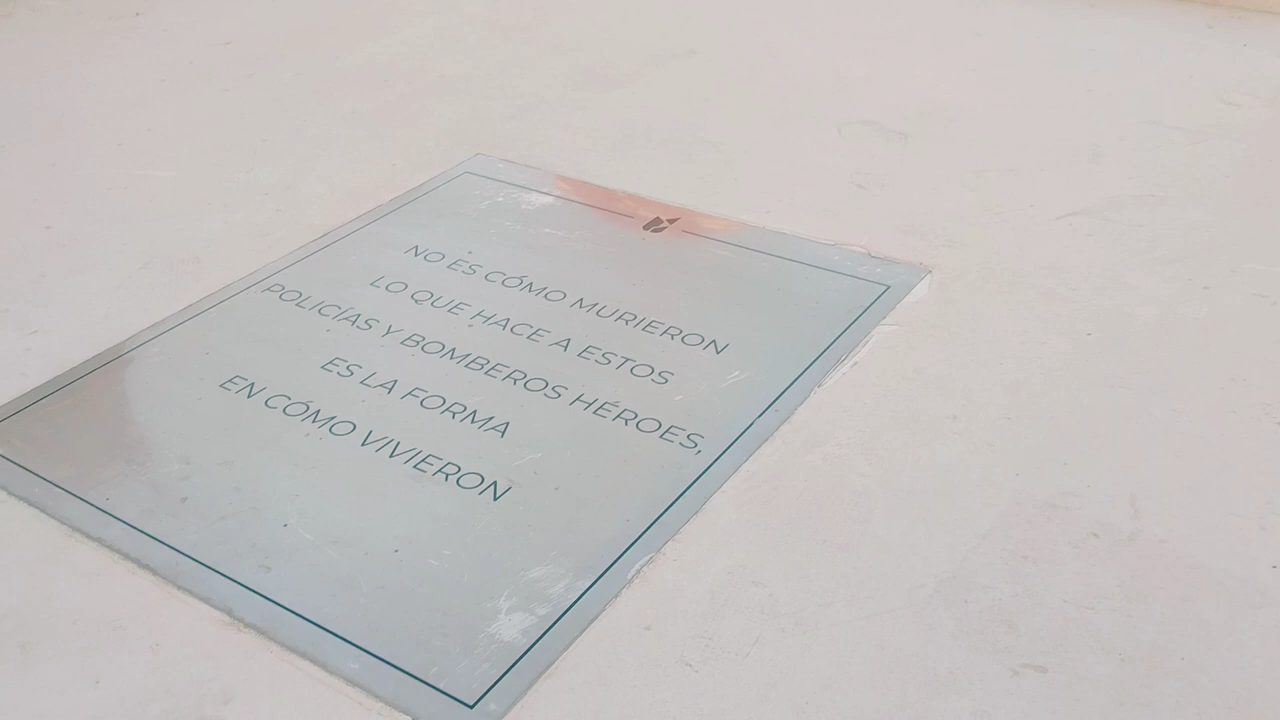 NO ES CÓMO MURIERON
LO QUE HACE A ESTOS
POLICÍAS Y BOMBEROS HÉROES,
ES LA FORMA
EN CÓMO VIVIERON